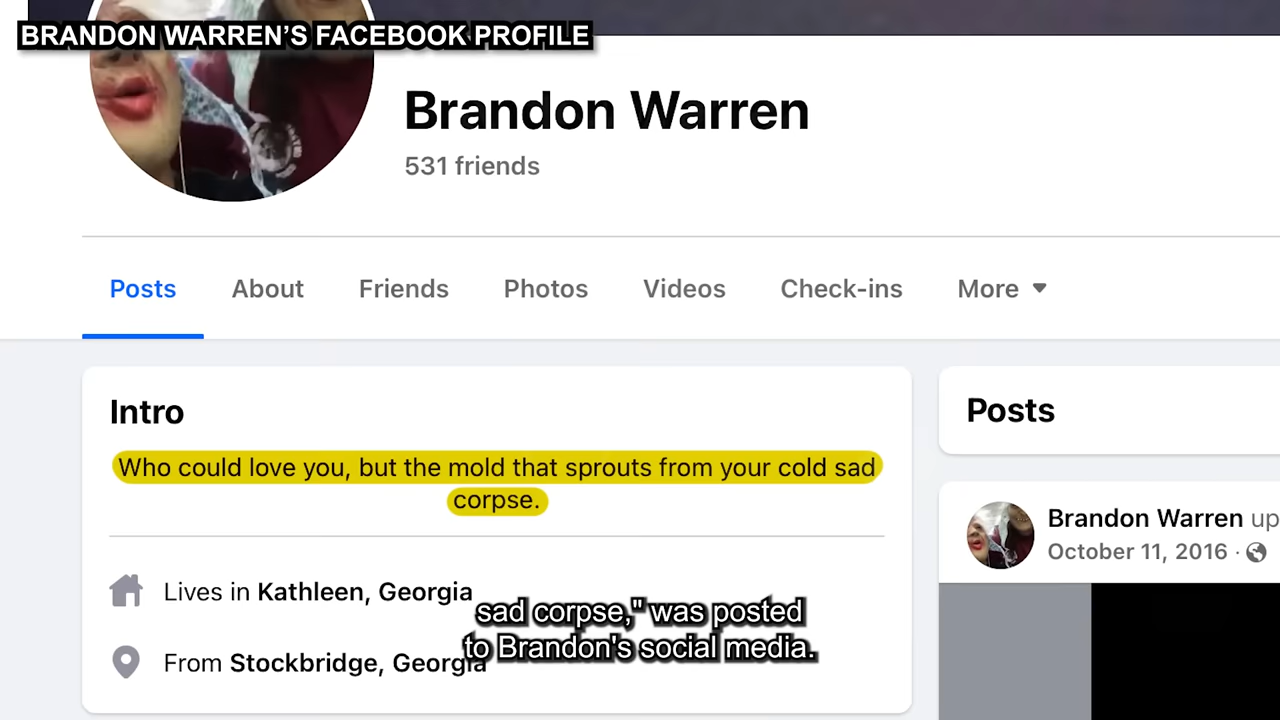 BRANDON WARREN’S FACEBOOK PROFILE
Brandon Warren
531 friends
Posts About Friends Photos Videos Check-ins More
Intro
Who could love you, but the mold that sprouts from your cold sad
corpse.
Lives in Kathleen, Georgia
From Stockbridge, Georgia
Posts
Brandon Warren up
October 11, 2016 ·
sad corpse," was posted
to Brandon's social media.